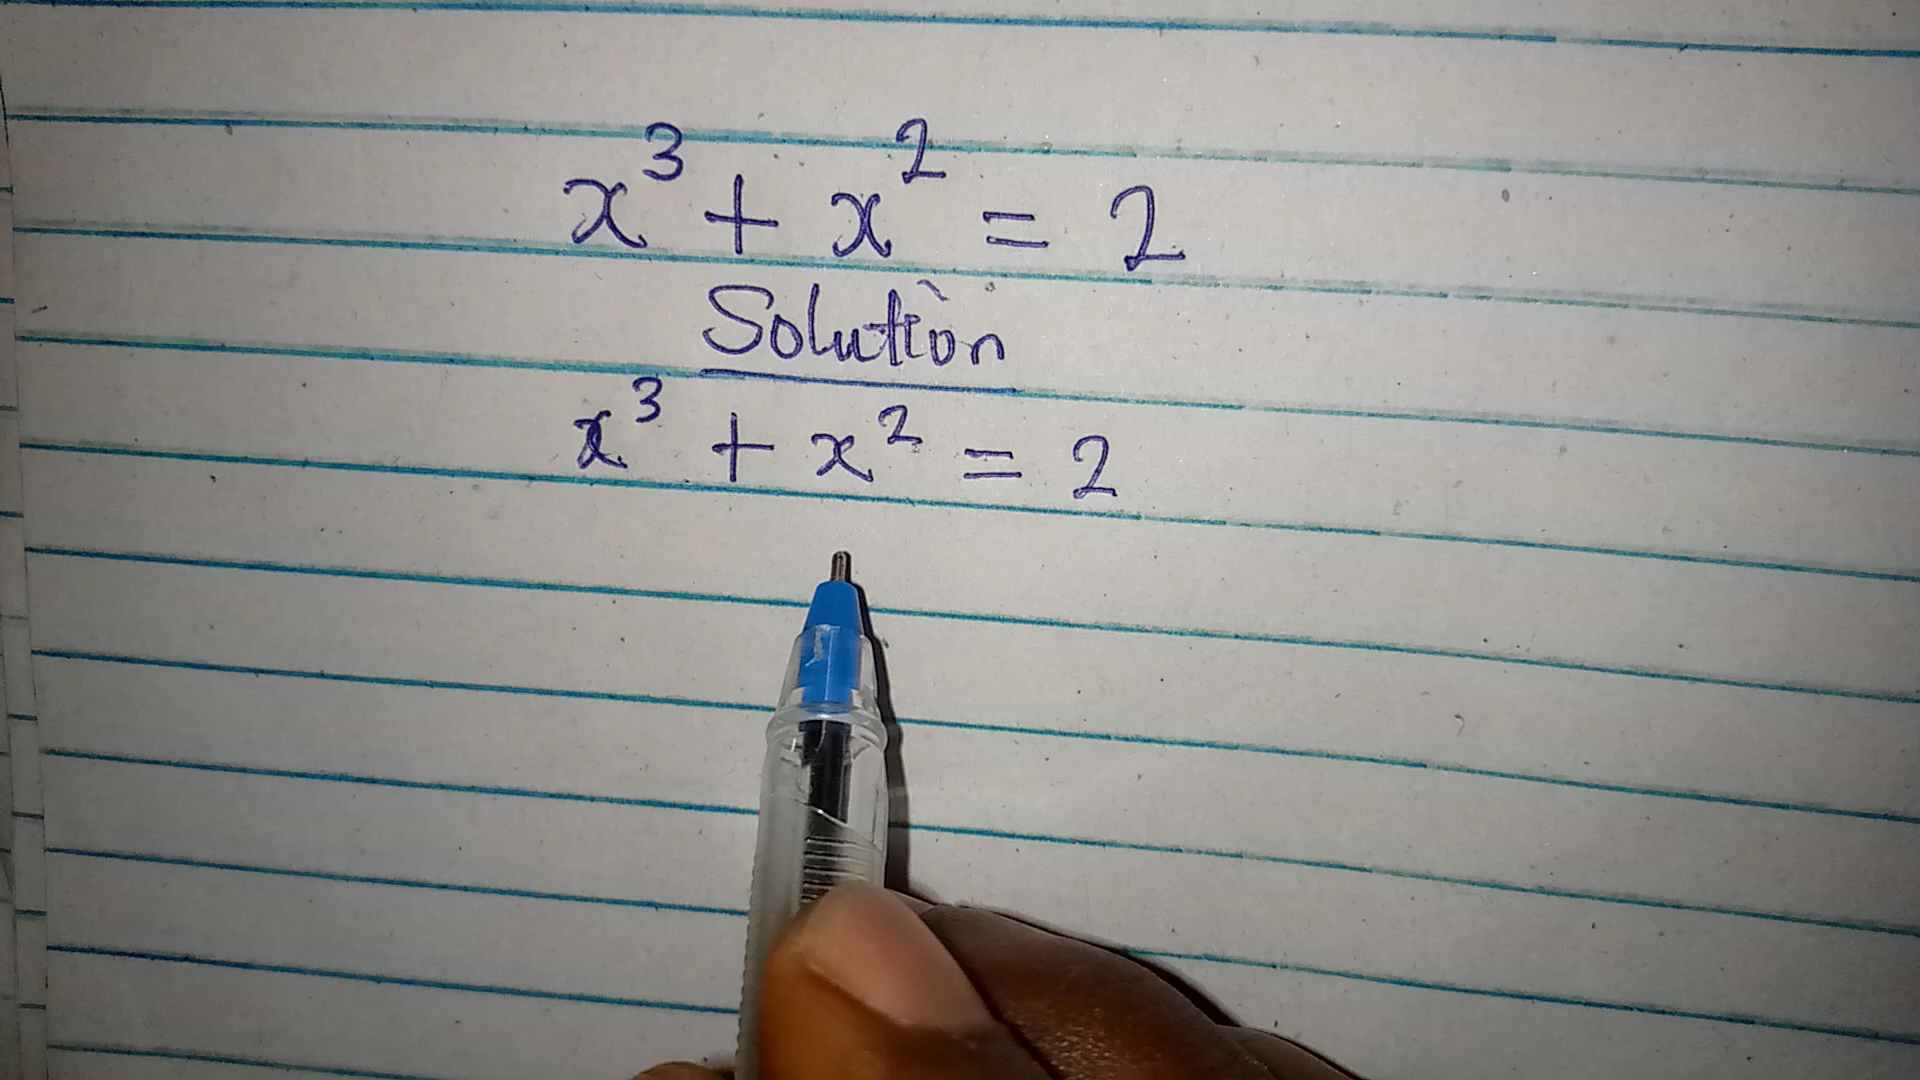 x³ + x² = 2
Solution
x³ + x² = 2